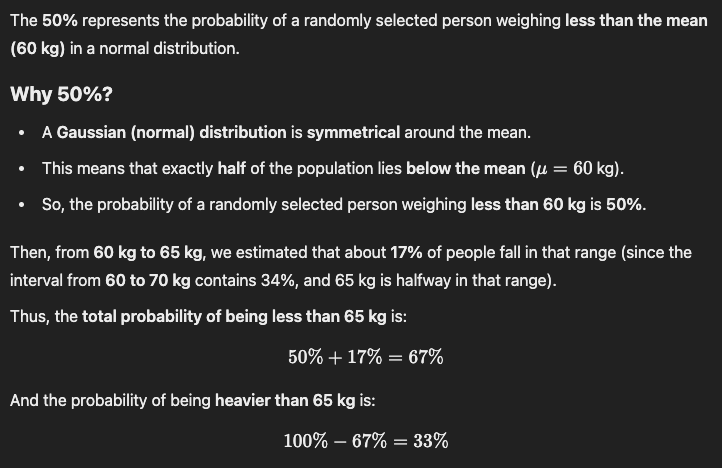 The 50% represents the probability of a randomly selected person weighing less than the mean
(60 kg) in a normal distribution.
Why 50%?
• A Gaussian (normal) distribution is symmetrical around the mean.
• This means that exactly half of the population lies below the mean (μ = 60 kg).
• So, the probability of a randomly selected person weighing less than 60 kg is 50%.
Then, from 60 kg to 65 kg, we estimated that about 17% of people fall in that range (since the
interval from 60 to 70 kg contains 34%, and 65 kg is halfway in that range).
Thus, the total probability of being less than 65 kg is:
50% + 17% = 67%
And the probability of being heavier than 65 kg is:
100% − 67% = 33%